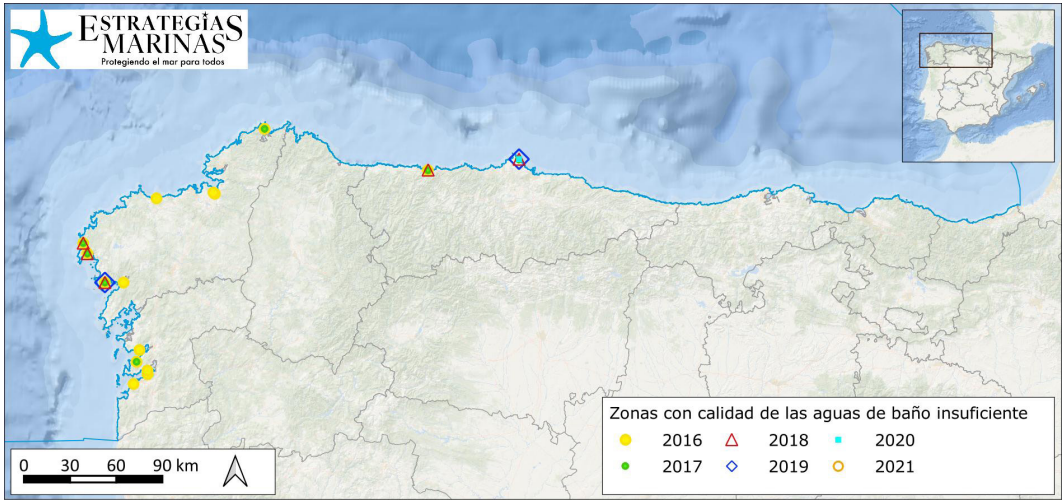 ESTRATEGIAS
MARINAS
Protegiendo el mar para todos
Zonas con calidad de las aguas de baño insuficiente
2016 2018 2020
2017 2019 2021
0 30 60 90 km